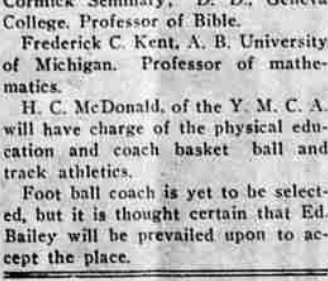 Cormick Seminary, D. D., Geneva
College. Professor of Bible.
Frederick C. Kent, A. B. University
of Michigan. Professor of mathe-
matics.
H. C. McDonald, of the Y. M. C. A.
will have charge of the physical edu-
cation and coach basket ball and
track athletics.
Foot ball coach is yet to be select-
ed, but it is thought certain that Ed
Bailey will be prevailed upon to ac-
cept the place.